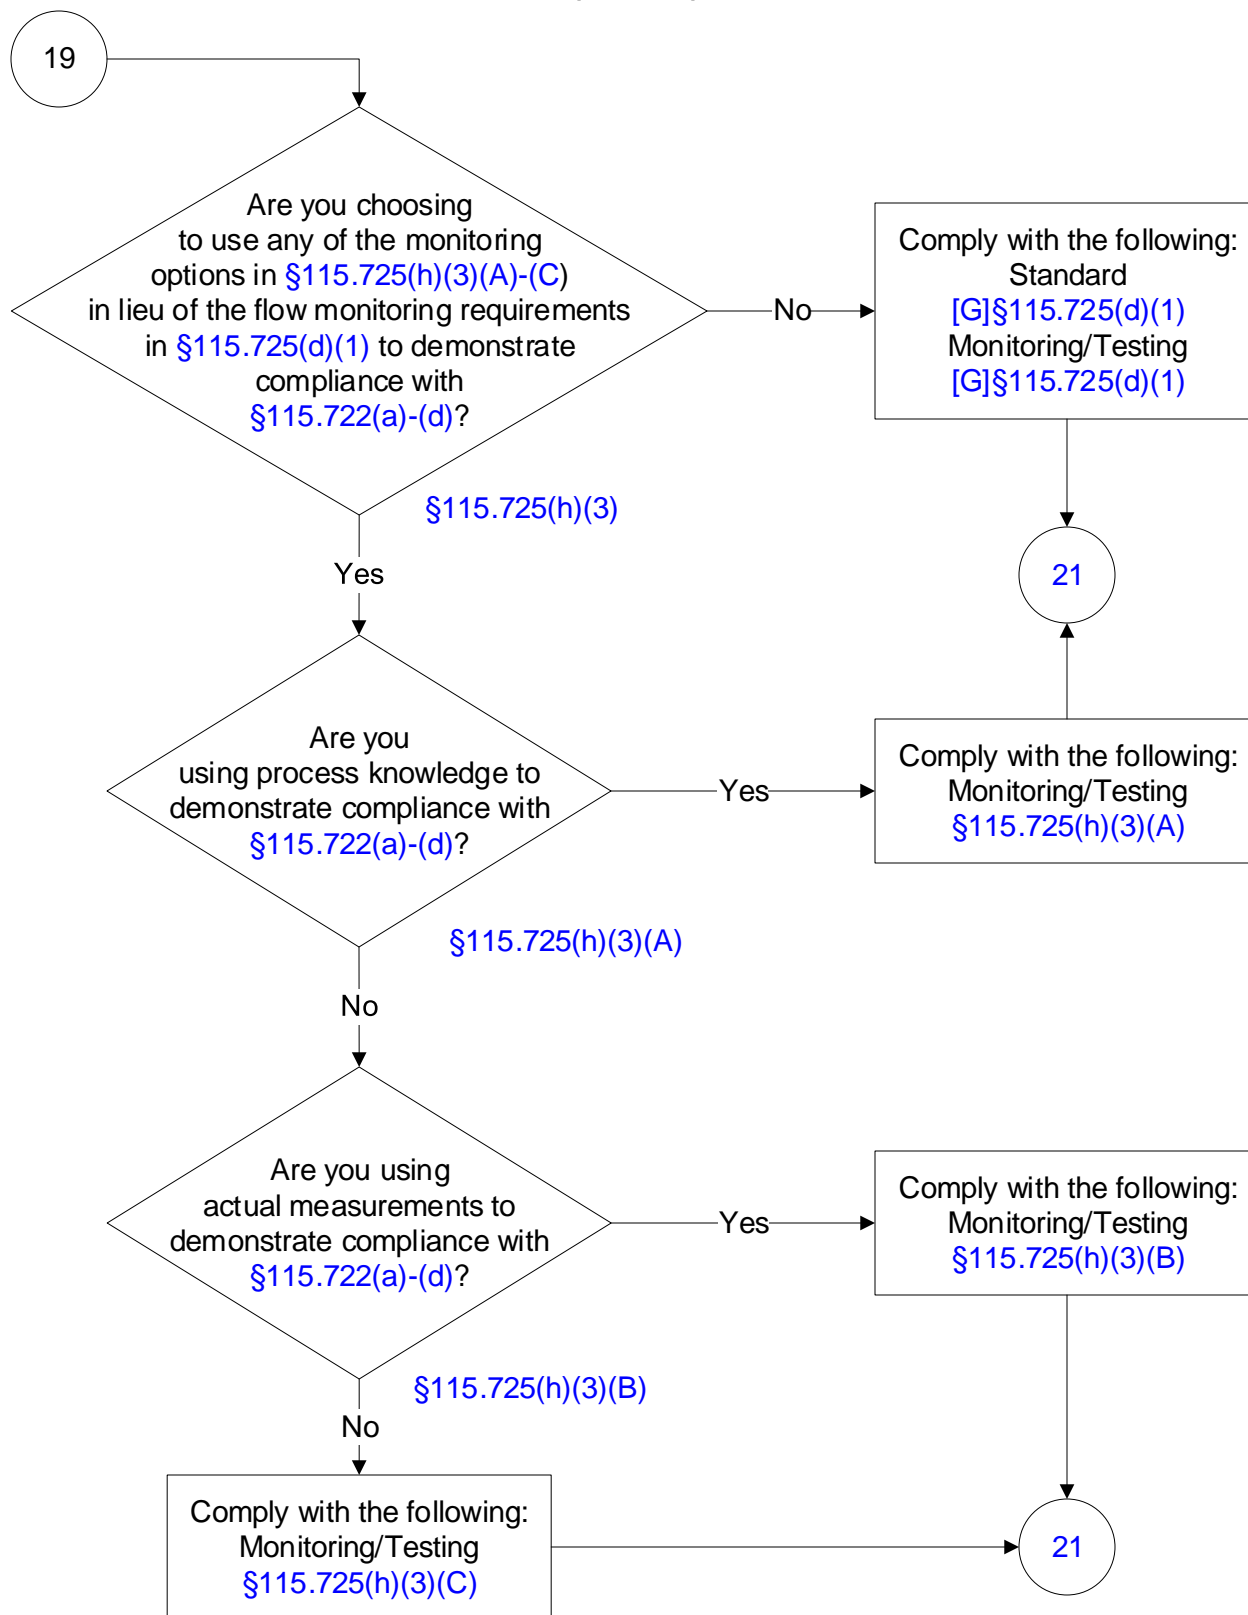 19
Are you choosing
to use any of the monitoring
options in §115.725(h)(3)(A)-(C)
in lieu of the flow monitoring requirements
in §115.725(d)(1) to demonstrate
compliance with
§115.722(a)-(d)?
No
Comply with the following:
Standard
[G]§115.725(d)(1)
Monitoring/Testing
[G]§115.725(d)(1)
§115.725(h)(3)
Yes
21
Are you
using process knowledge to
demonstrate compliance with
§115.722(a)-(d)?
Yes
Comply with the following:
Monitoring/Testing
§115.725(h)(3)(A)
§115.725(h)(3)(A)
No
Are you using
actual measurements to
demonstrate compliance with
§115.722(a)-(d)?
Yes
Comply with the following:
Monitoring/Testing
§115.725(h)(3)(B)
§115.725(h)(3)(B)
No
Comply with the following:
Monitoring/Testing
§115.725(h)(3)(C)
21